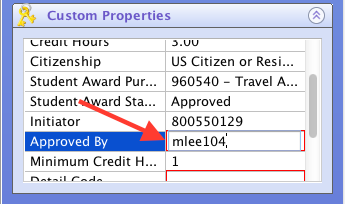 Custom Properties
Credit Hours 3.00
Citizenship US Citizen or Resi...
Student Award Pur... 960540 – Travel A...
Student Award Sta... Approved
Initiator 800550129
Approved By mlee104
Minimum Credit H... 1
Detail Code